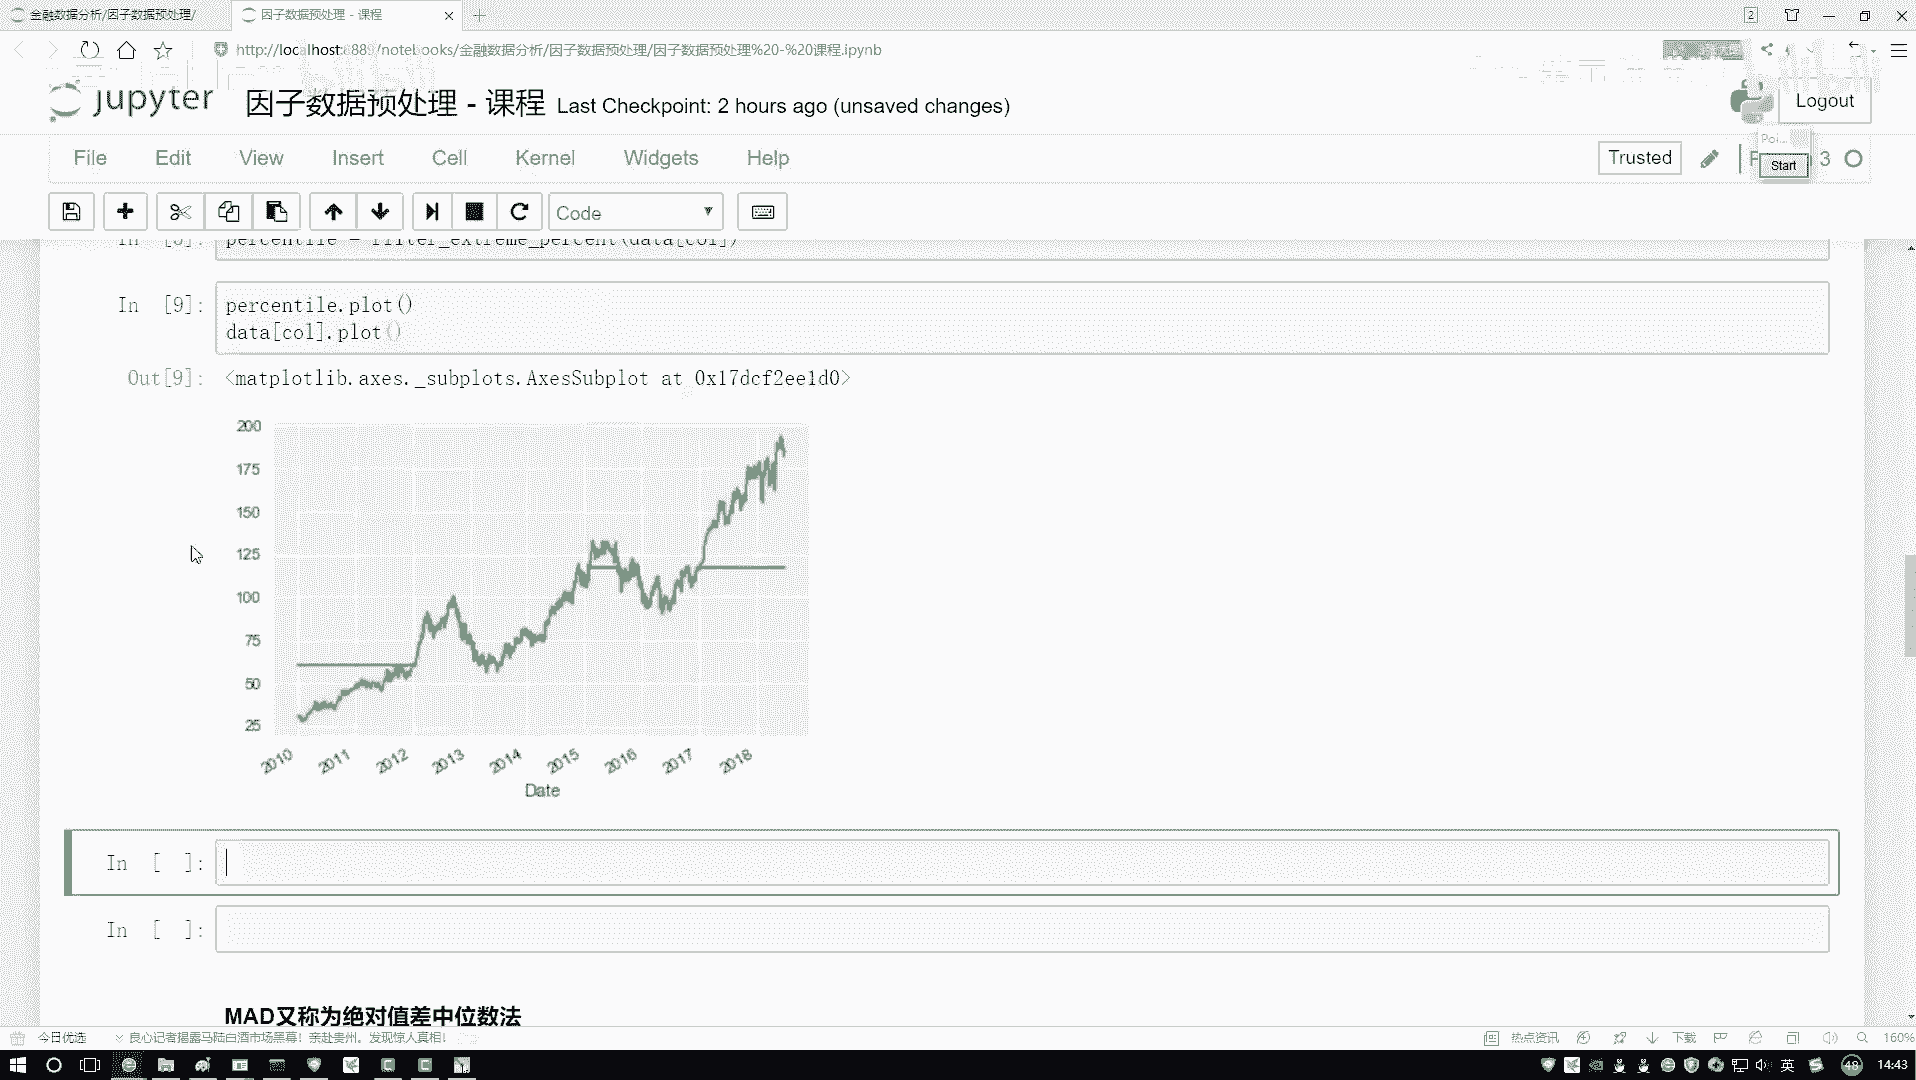 金融数据分析/因子数据预处理/
因子数据预处理 - 课程
2
http://localhost:8889/notebooks/金融数据分析/因子数据预处理/因子数据预处理%20-%20课程.ipynb
jupyter 因子数据预处理 - 课程 Last Checkpoint: 2 hours ago (unsaved changes)
Logout
File Edit View Insert Cell Kernel Widgets Help
Trusted
Start
3
Code
percentile = filter_extreme_percent(data[col])
In [9]: percentile.plot()
data[col].plot()
Out[9]: <matplotlib.axes._subplots.AxesSubplot at 0x17dcf2ee1d0>
200
175
150
125
100
75
50
25
2010 2011 2012 2013 2014 2015 2016 2017 2018
Date
In [ ]:
In [ ]:
MAD又称为绝对值差中位数法
今日优选 良心记者揭露马陆白酒市场黑幕！亲赴贵州。发现惊人真相！
热点资讯 下载 160%
英 48 14:43